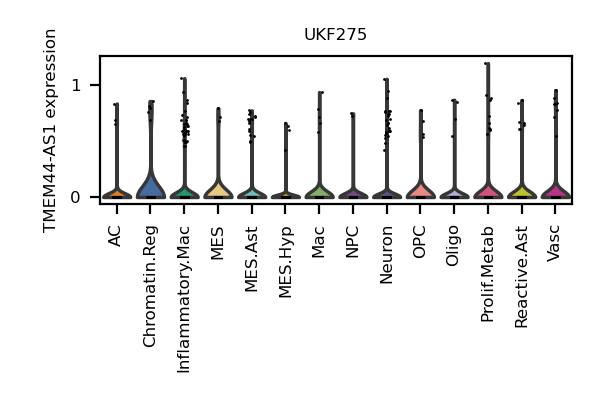 UKF275
TMEM44-AS1 expression
1
0
AC
Chromatin.Reg
Inflammatory.Mac
MES
MES.Ast
MES.Hyp
Mac
NPC
Neuron
OPC
Oligo
Prolif.Metab
Reactive.Ast
Vasc